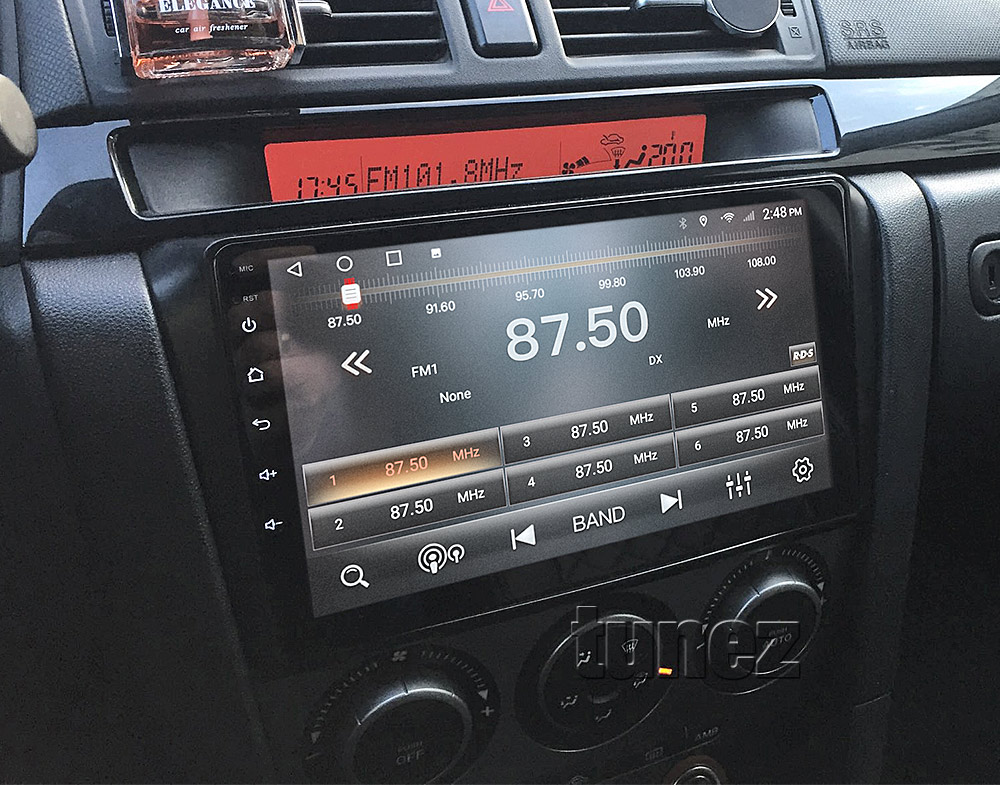 ELEGANCE
car air freshener
SRS
AIRBAG
17:45 FM101.8MHz 200
MIC
2:48 PM
RST
87.50 91.60 95.70 99.80 103.90 108.00
87.50 MHz
FM1 DX
None
R·D·S
1 87.50 MHz 3 87.50 MHz 5 87.50 MHz
2 87.50 MHz 4 87.50 MHz 6 87.50 MHz
BAND
tunez
AUTO
OFF
AMB